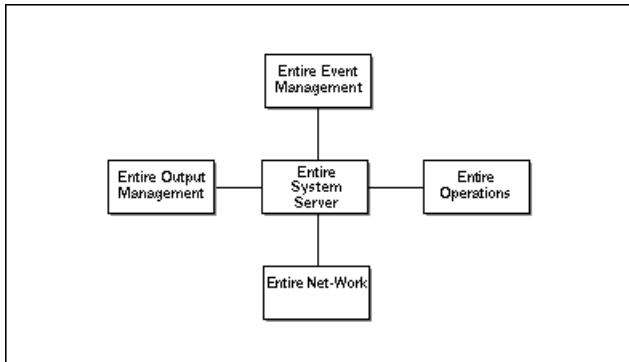 Entire Event
Management
Entire Output
Management
Entire
System
Server
Entire
Operations
Entire Net-Work